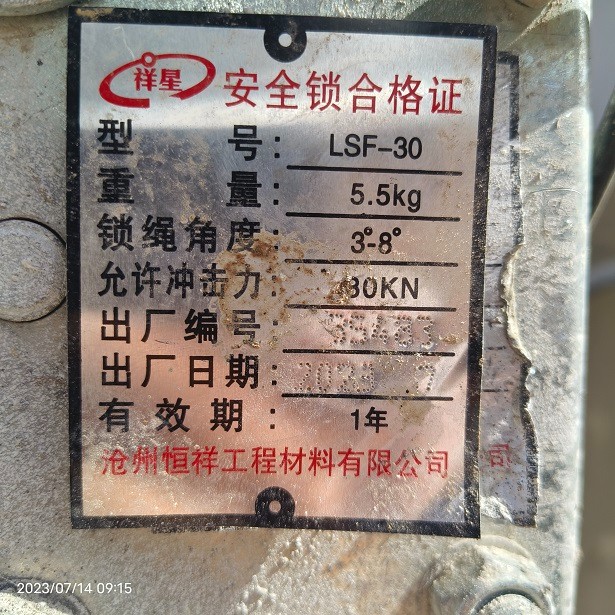 祥星 安全锁合格证
型号: LSF-30
重量: 5.5kg
锁绳角度: 3°-8°
允许冲击力: 30KN
出厂编号:
出厂日期: 2023 .7
有效期: 1年
沧州恒祥工程材料有限公司
司
2023/07/14 09:15